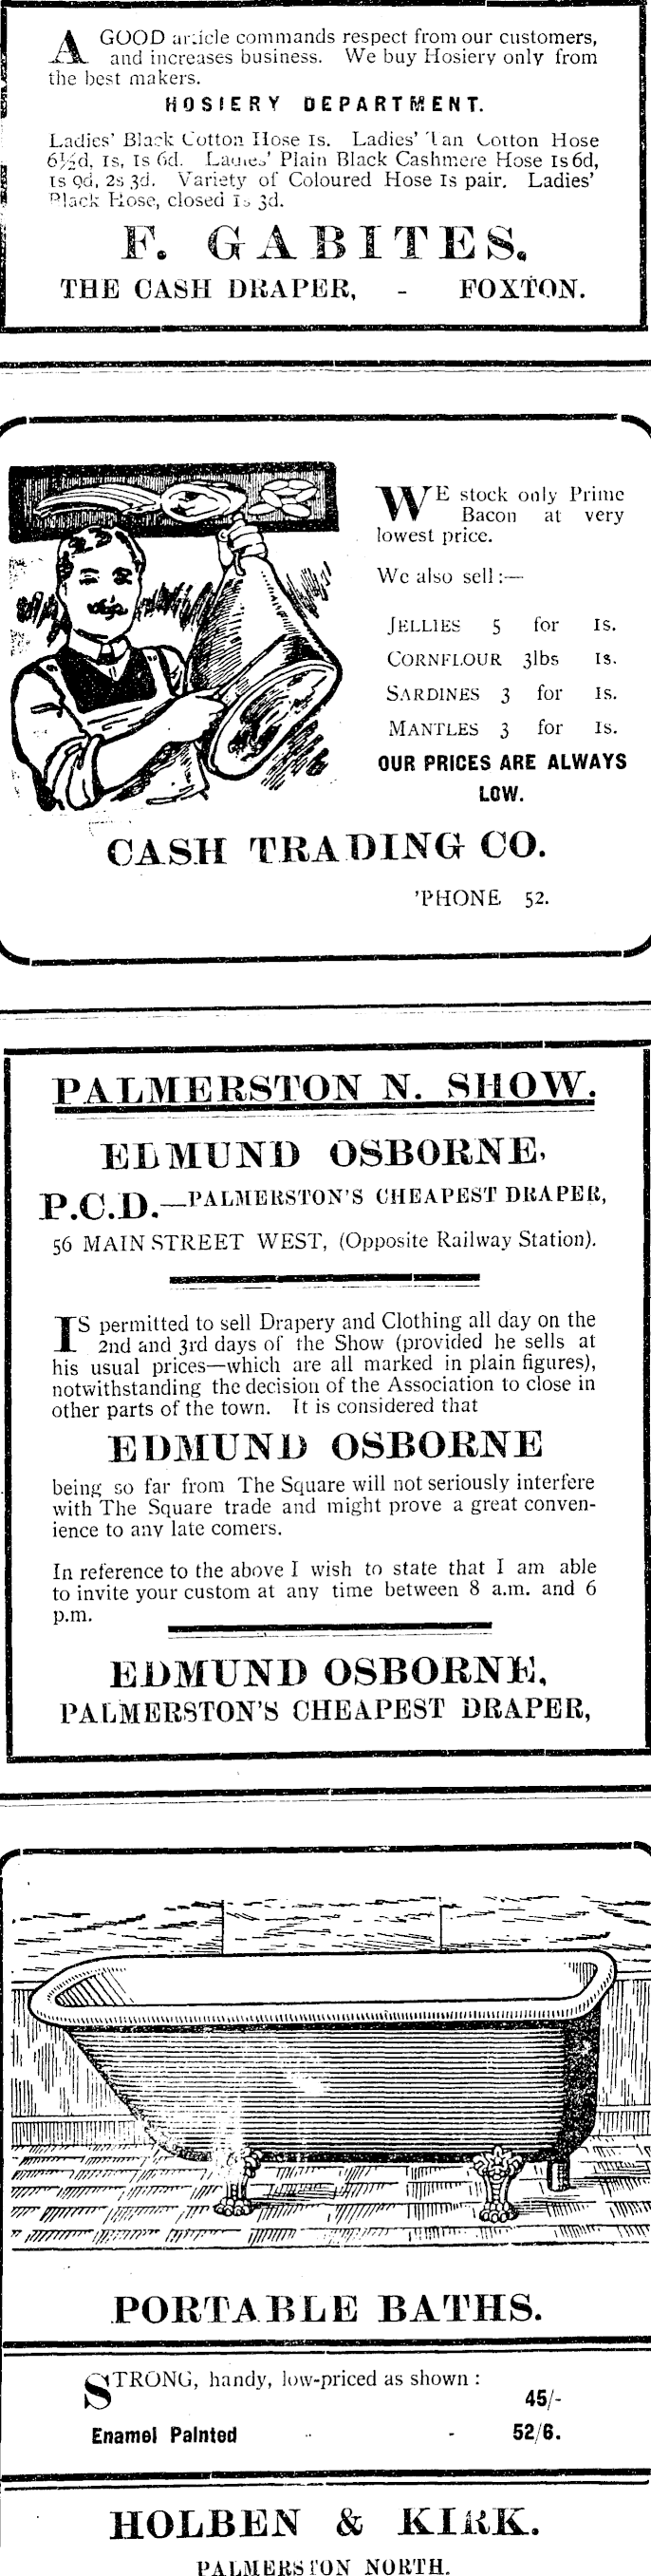 A GOOD article commands respect from our customers,
and increases business. We buy Hosiery only from
the best makers.
HOSIERY DEPARTMENT.
Ladies' Black Cotton Hose 1s. Ladies' Tan Cotton Hose
6½d, 1s, 1s 6d. Ladies' Plain Black Cashmere Hose 1s6d,
1s 9d, 2s 3d. Variety of Coloured Hose 1s pair. Ladies'
Black Hose, closed 1s 3d.
F. GABITES.
THE CASH DRAPER, - FOXTON.
WE stock only Prime
Bacon at very
lowest price.
We also sell:—
JELLIES 5 for 1s.
CORNFLOUR 3lbs 1s.
SARDINES 3 for 1s.
MANTLES 3 for 1s.
OUR PRICES ARE ALWAYS
LOW.
CASH TRADING CO.
'PHONE 52.
PALMERSTON N. SHOW.
EDMUND OSBORNE,
P.C.D.—PALMERSTON'S CHEAPEST DRAPER,
56 MAIN STREET WEST, (Opposite Railway Station).
IS permitted to sell Drapery and Clothing all day on the
2nd and 3rd days of the Show (provided he sells at
his usual prices—which are all marked in plain figures),
notwithstanding the decision of the Association to close in
other parts of the town. It is considered that
EDMUND OSBORNE
being so far from The Square will not seriously interfere
with The Square trade and might prove a great conven-
ience to any late comers.
In reference to the above I wish to state that I am able
to invite your custom at any time between 8 a.m. and 6
p.m.
EDMUND OSBORNE,
PALMERSTON'S CHEAPEST DRAPER,
PORTABLE BATHS.
STRONG, handy, low-priced as shown:
45/-
Enamel Painted - - 52/6.
HOLBEN & KIRK.
PALMERSTON NORTH.